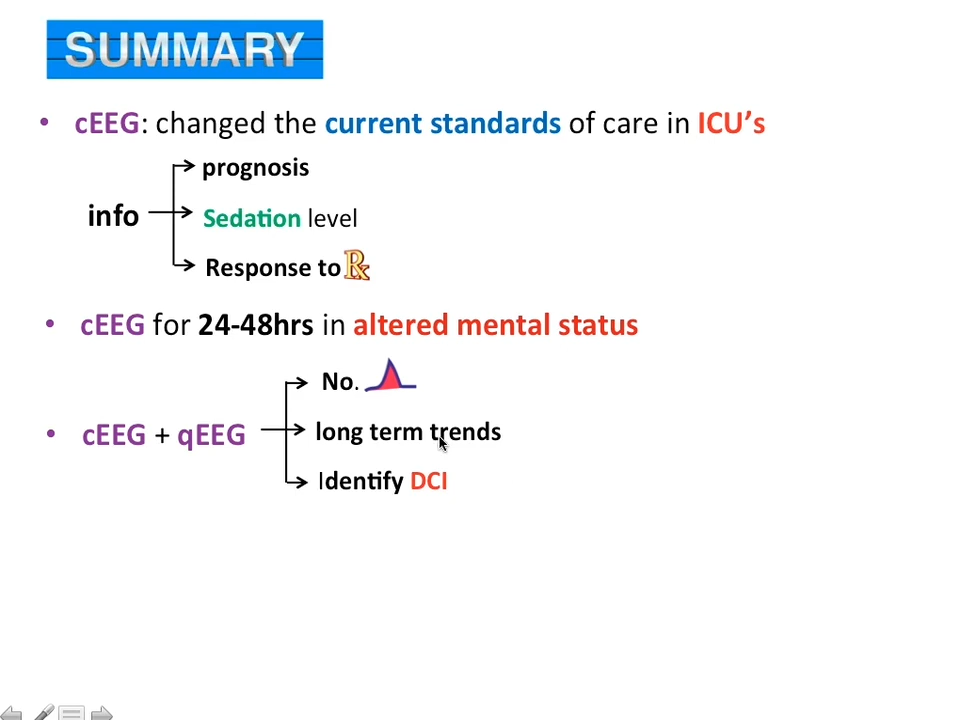 SUMMARY
• cEEG: changed the current standards of care in ICU’s
prognosis
info
Sedation level
Response to Rx
• cEEG for 24-48hrs in altered mental status
No.
• cEEG + qEEG
long term trends
Identify DCI